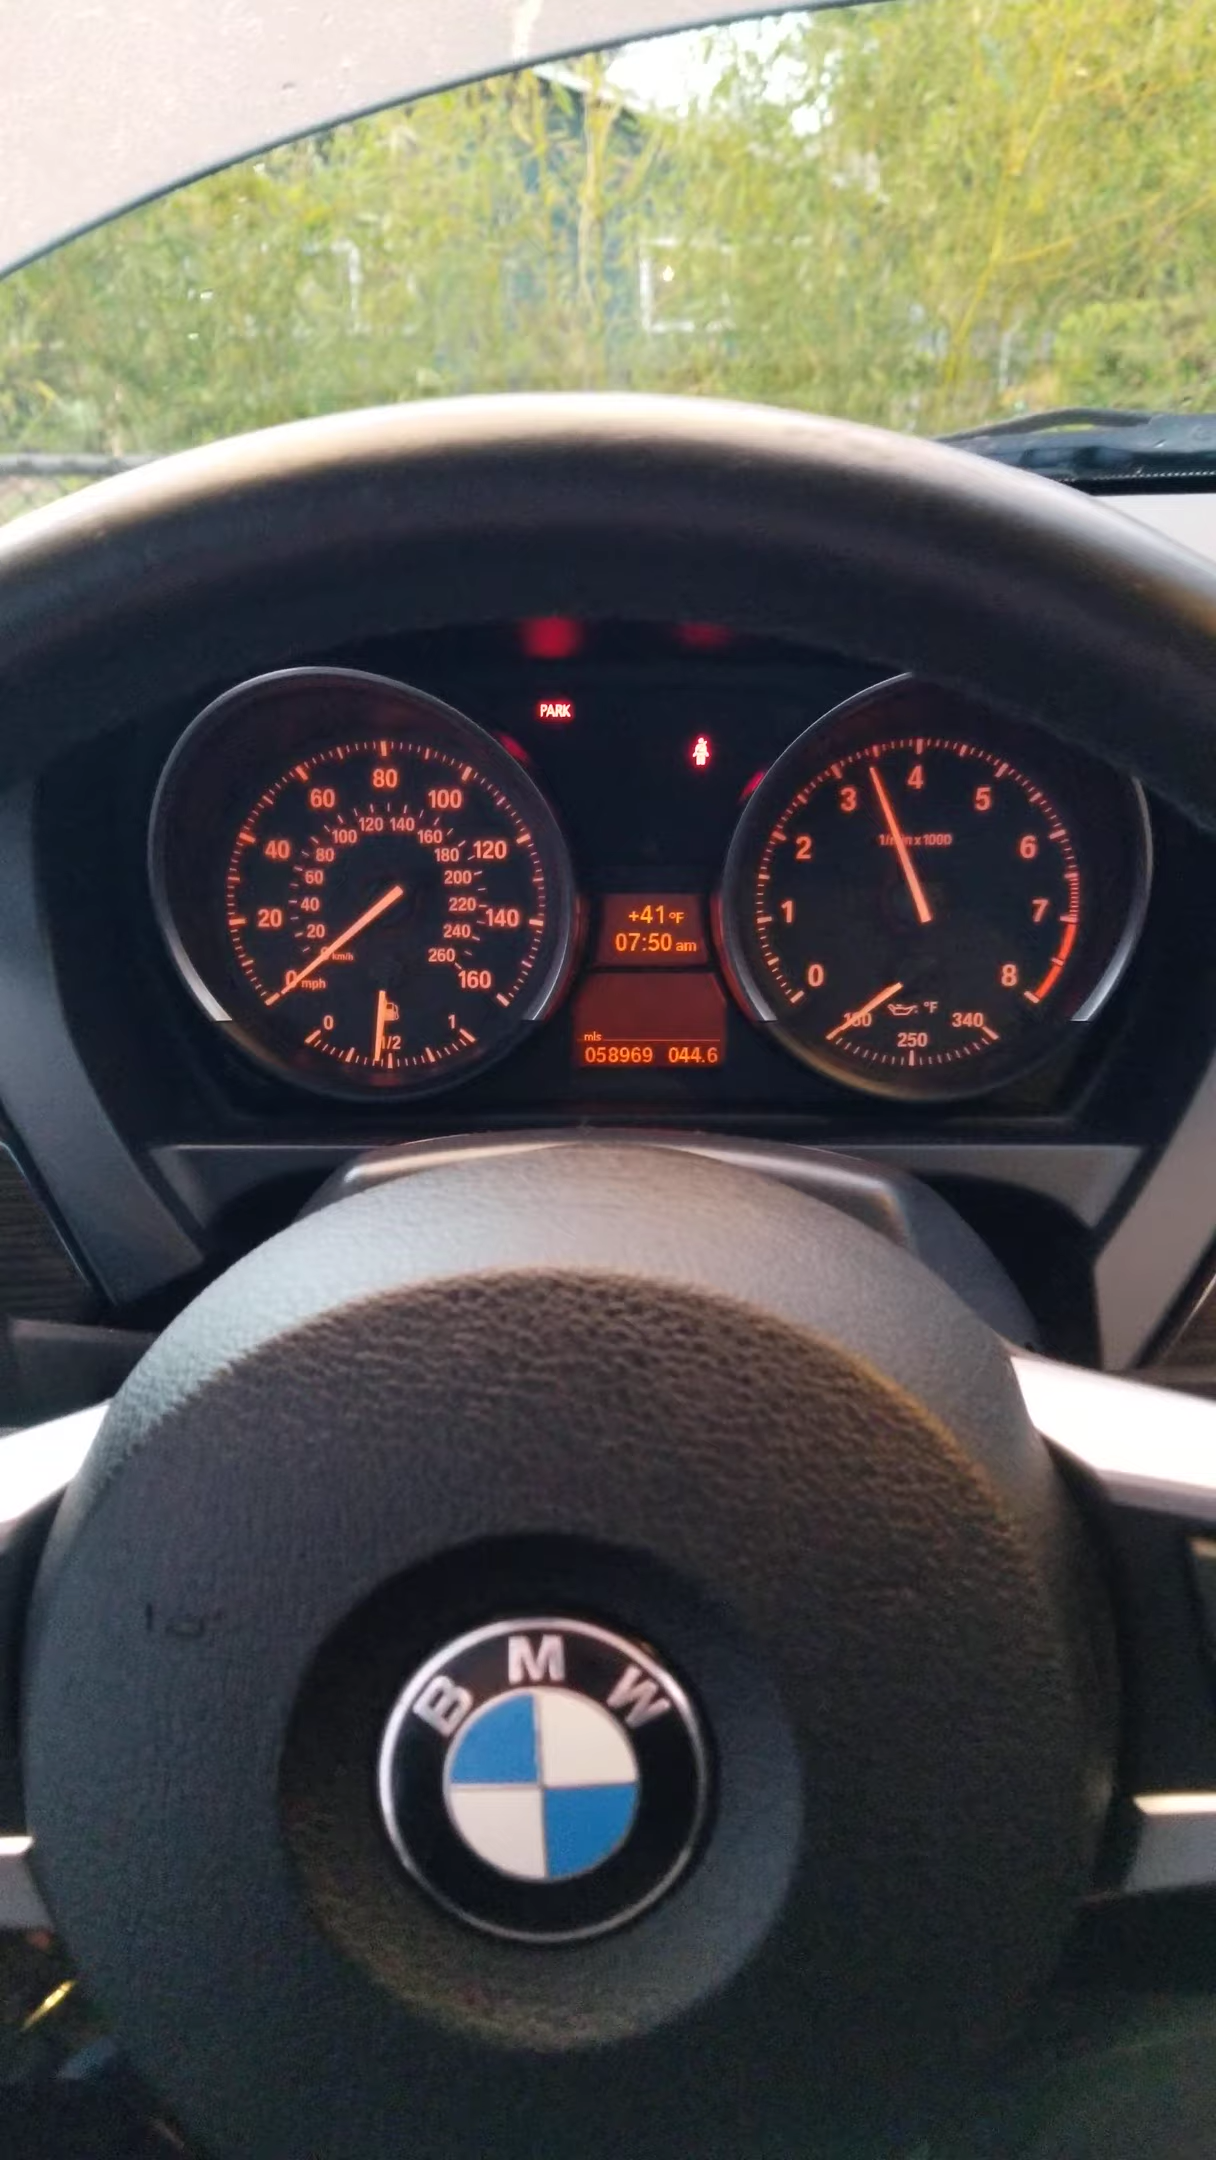 PARK
60 80 100
40 120
20 140
0 mph 160
100 120 140 160
80 180
60 200
40 220
20 240
0 km/h 260
0 1/2 1
+41°F
07:50 am
mls
058969 044.6
3 4 5
2 6
1 7
0 8
1/min x1000
°F
160 250 340
BMW